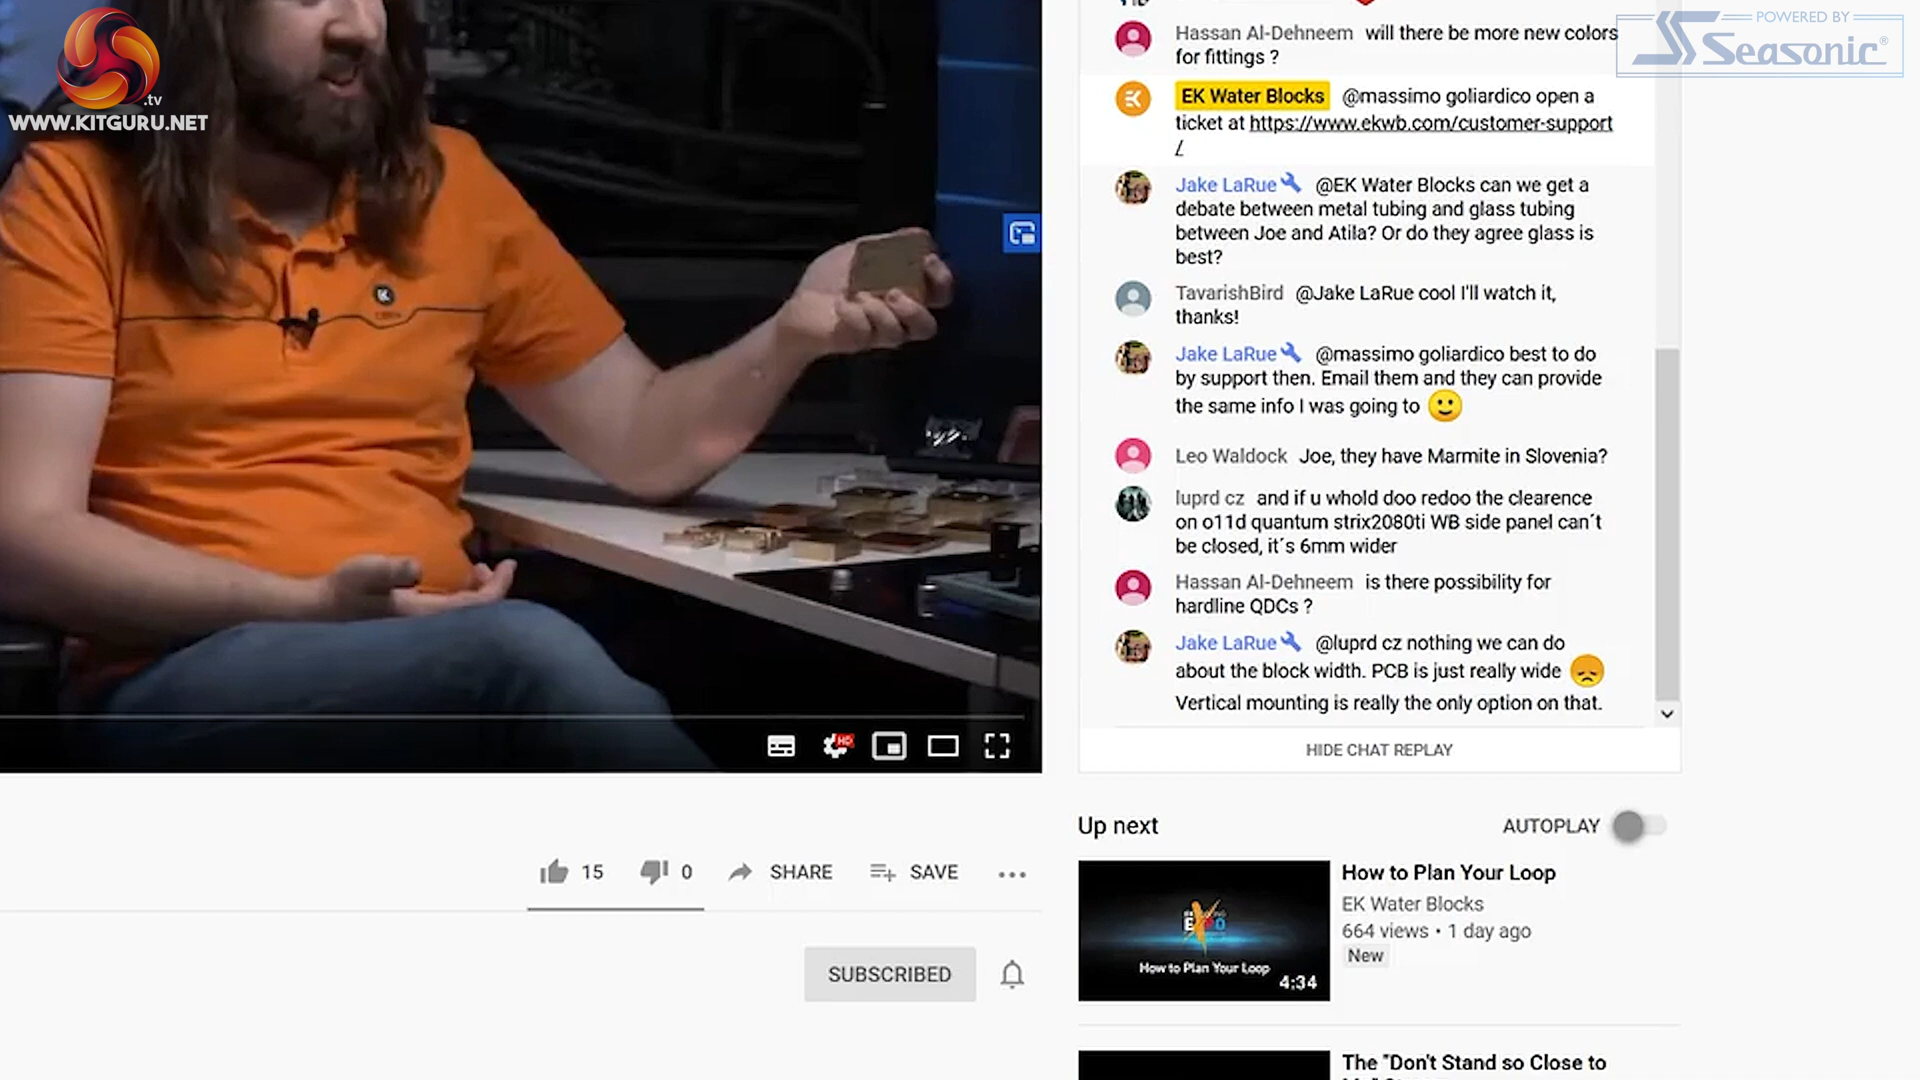 .tv
WWW.KITGURU.NET
POWERED BY
Seasonic®
Hassan Al-Dehneem will there be more new colors
for fittings ?
EK Water Blocks @massimo goliardico open a
ticket at https://www.ekwb.com/customer-support
/
Jake LaRue @EK Water Blocks can we get a
debate between metal tubing and glass tubing
between Joe and Atila? Or do they agree glass is
best?
TavarishBird @Jake LaRue cool I'll watch it,
thanks!
Jake LaRue @massimo goliardico best to do
by support then. Email them and they can provide
the same info I was going to
Leo Waldock Joe, they have Marmite in Slovenia?
luprd cz and if u whold doo redoo the clearence
on o11d quantum strix2080ti WB side panel can´t
be closed, it´s 6mm wider
Hassan Al-Dehneem is there possibility for
hardline QDCs ?
Jake LaRue @luprd cz nothing we can do
about the block width. PCB is just really wide
Vertical mounting is really the only option on that.
HD
HIDE CHAT REPLAY
Up next
AUTOPLAY
15
0
SHARE
SAVE
SUBSCRIBED
How to Plan Your Loop
4:34
How to Plan Your Loop
EK Water Blocks
664 views • 1 day ago
New
The "Don't Stand so Close to